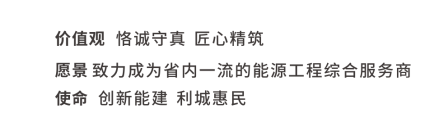 价值观 恪诚守真 匠心精筑
愿景 致力成为省内一流的能源工程综合服务商
使命 创新能建 利城惠民